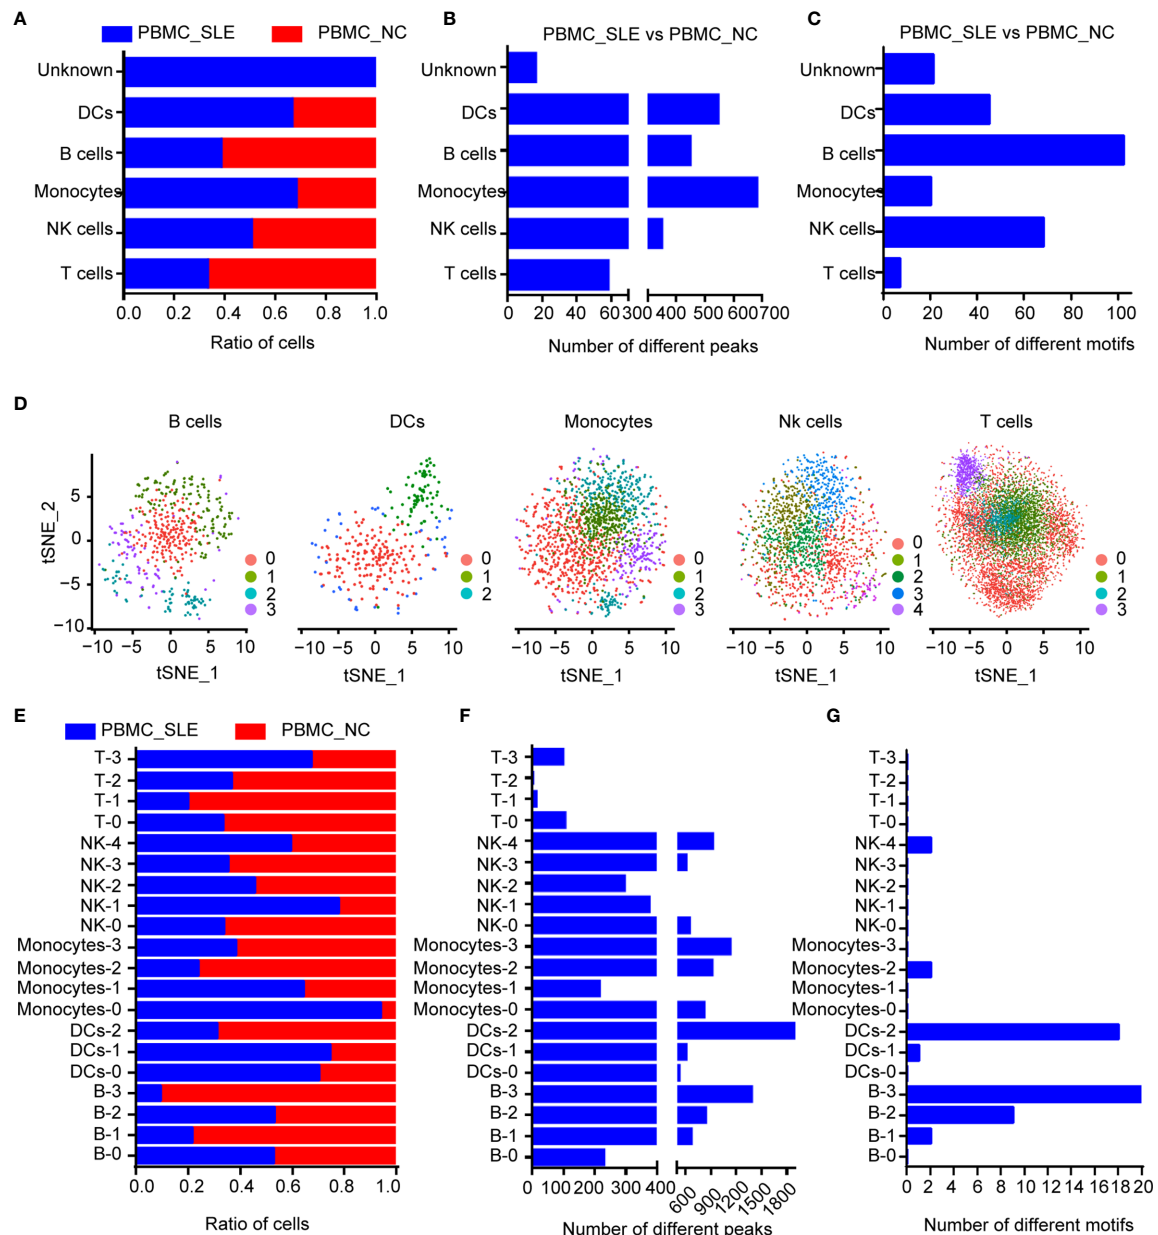 A
PBMC_SLE
PBMC_NC
Unknown
DCs
B cells
Monocytes
NK cells
T cells
0.0 0.2 0.4 0.6 0.8 1.0
Ratio of cells
B
PBMC_SLE vs PBMC_NC
Unknown
DCs
B cells
Monocytes
NK cells
T cells
0 20 40 60 300 400 500 600 700
Number of different peaks
C
PBMC_SLE vs PBMC_NC
Unknown
DCs
B cells
Monocytes
NK cells
T cells
0 20 40 60 80 100
Number of different motifs
D
B cells
tSNE_2
5
0
−5
−10
0
1
2
3
−10 −5 0 5 10
tSNE_1
DCs
0
1
2
−10 −5 0 5 10
tSNE_1
Monocytes
0
1
2
3
−10 −5 0 5 10
tSNE_1
Nk cells
0
1
2
3
4
−10 −5 0 5 10
tSNE_1
T cells
0
1
2
3
−10 −5 0 5 10
tSNE_1
E
PBMC_SLE
PBMC_NC
T-3
T-2
T-1
T-0
NK-4
NK-3
NK-2
NK-1
NK-0
Monocytes-3
Monocytes-2
Monocytes-1
Monocytes-0
DCs-2
DCs-1
DCs-0
B-3
B-2
B-1
B-0
0.0 0.2 0.4 0.6 0.8 1.0
Ratio of cells
F
T-3
T-2
T-1
T-0
NK-4
NK-3
NK-2
NK-1
NK-0
Monocytes-3
Monocytes-2
Monocytes-1
Monocytes-0
DCs-2
DCs-1
DCs-0
B-3
B-2
B-1
B-0
0 100 200 300 400 600 900 1200 1500 1800
Number of different peaks
G
T-3
T-2
T-1
T-0
NK-4
NK-3
NK-2
NK-1
NK-0
Monocytes-3
Monocytes-2
Monocytes-1
Monocytes-0
DCs-2
DCs-1
DCs-0
B-3
B-2
B-1
B-0
0 2 4 6 8 10 12 14 16 18 20
Number of different motifs